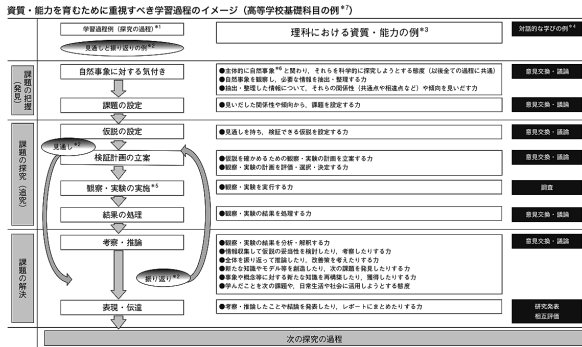 資質・能力を育むために重視すべき学習過程のイメージ（高等学校基礎科目の例*7）
学習過程例（探究の過程）*1
見通しと振り返りの例*2
理科における資質・能力の例*3
対話的な学びの例*4
課題の把握（発見）
自然事象に対する気付き
●主体的に自然事象*6と関わり，それらを科学的に探究しようとする態度（以後全ての過程に共通）
●自然事象を観察し，必要な情報を抽出・整理する力
●抽出・整理した情報について，それらの関係性（共通点や相違点など）や傾向を見いだす力
意見交換・議論
課題の設定
●見いだした関係性や傾向から，課題を設定する力
意見交換・議論
課題の探究（追究）
仮説の設定
●見通しを持ち，検証できる仮説を設定する力
意見交換・議論
見通し*2
検証計画の立案
●仮説を確かめるための観察・実験の計画を立案する力
●観察・実験の計画を評価・選択・決定する力
意見交換・議論
観察・実験の実施*5
●観察・実験を実行する力
調査
結果の処理
●観察・実験の結果を処理する力
意見交換・議論
課題の解決
考察・推論
●観察・実験の結果を分析・解釈する力
●情報収集して仮説の妥当性を検討したり，考察したりする力
●全体を振り返って推論したり，改善策を考えたりする力
●新たな知識やモデル等を創造したり，次の課題を発見したりする力
●事象や概念等に対する新たな知識を再構築したり，獲得したりする力
●学んだことを次の課題や，日常生活や社会に活用しようとする態度
意見交換・議論
振り返り*2
表現・伝達
●考察・推論したことや結論を発表したり，レポートにまとめたりする力
研究発表
相互評価
次の探究の過程